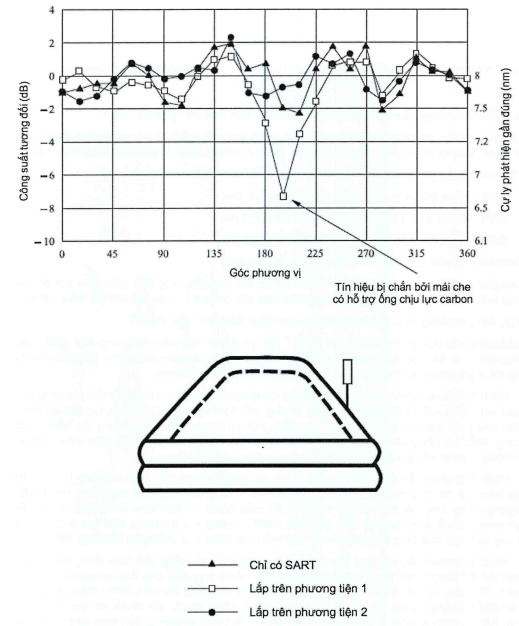 4
2
0
−2
−4
−6
−8
−10
Công suất tương đối (dB)
8
7.5
7.2
7
6.5
6.1
Cự ly phát hiện gần đúng (nm)
0 45 90 135 180 225 270 315 360
Góc phương vị
Tín hiệu bị chắn bởi mái che
có hỗ trợ ống chịu lực carbon
Chỉ có SART
Lắp trên phương tiện 1
Lắp trên phương tiện 2